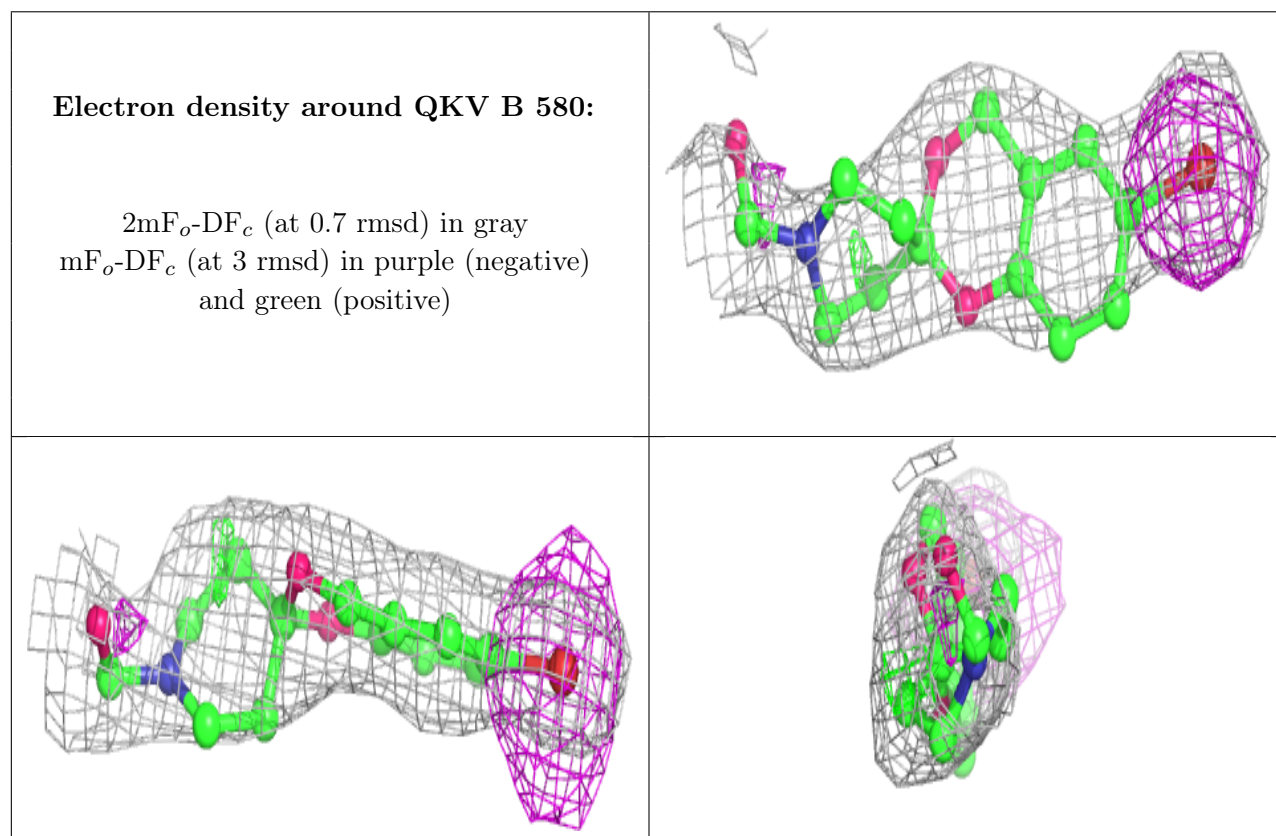 Electron density around QKV B 580:
2mFₒ-DF𝑐 (at 0.7 rmsd) in gray
mFₒ-DF𝑐 (at 3 rmsd) in purple (negative)
and green (positive)